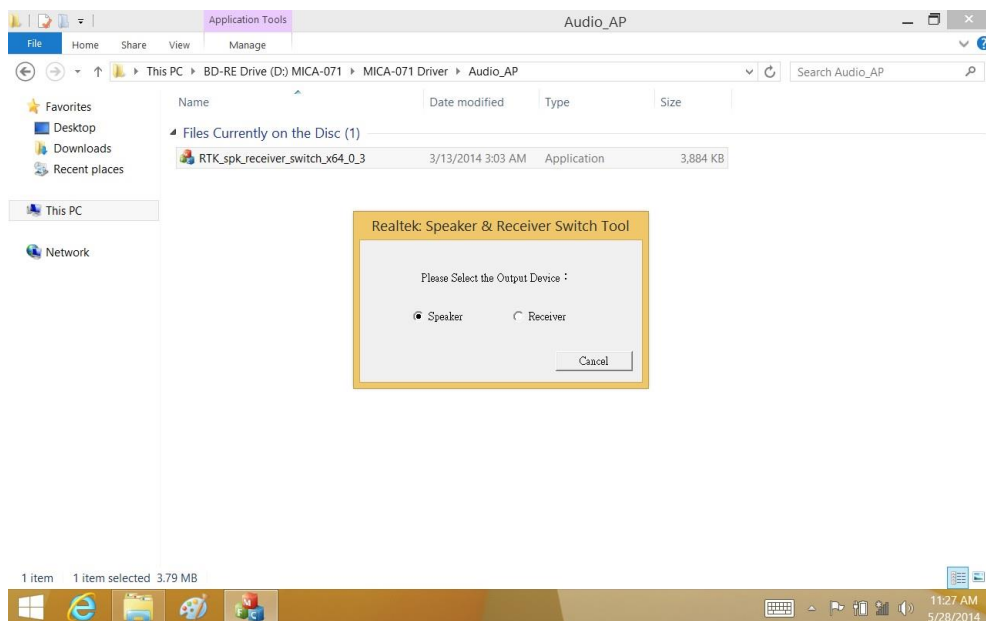 Application Tools
Audio_AP
File Home Share View Manage
This PC BD-RE Drive (D:) MICA-071 MICA-071 Driver Audio_AP
Search Audio_AP
Favorites
Desktop
Downloads
Recent places
This PC
Network
Name Date modified Type Size
Files Currently on the Disc (1)
RTK_spk_receiver_switch_x64_0_3 3/13/2014 3:03 AM Application 3,884 KB
Realtek: Speaker & Receiver Switch Tool
Please Select the Output Device：
Speaker Receiver
Cancel
1 item 1 item selected 3.79 MB
11:27 AM
5/28/2014